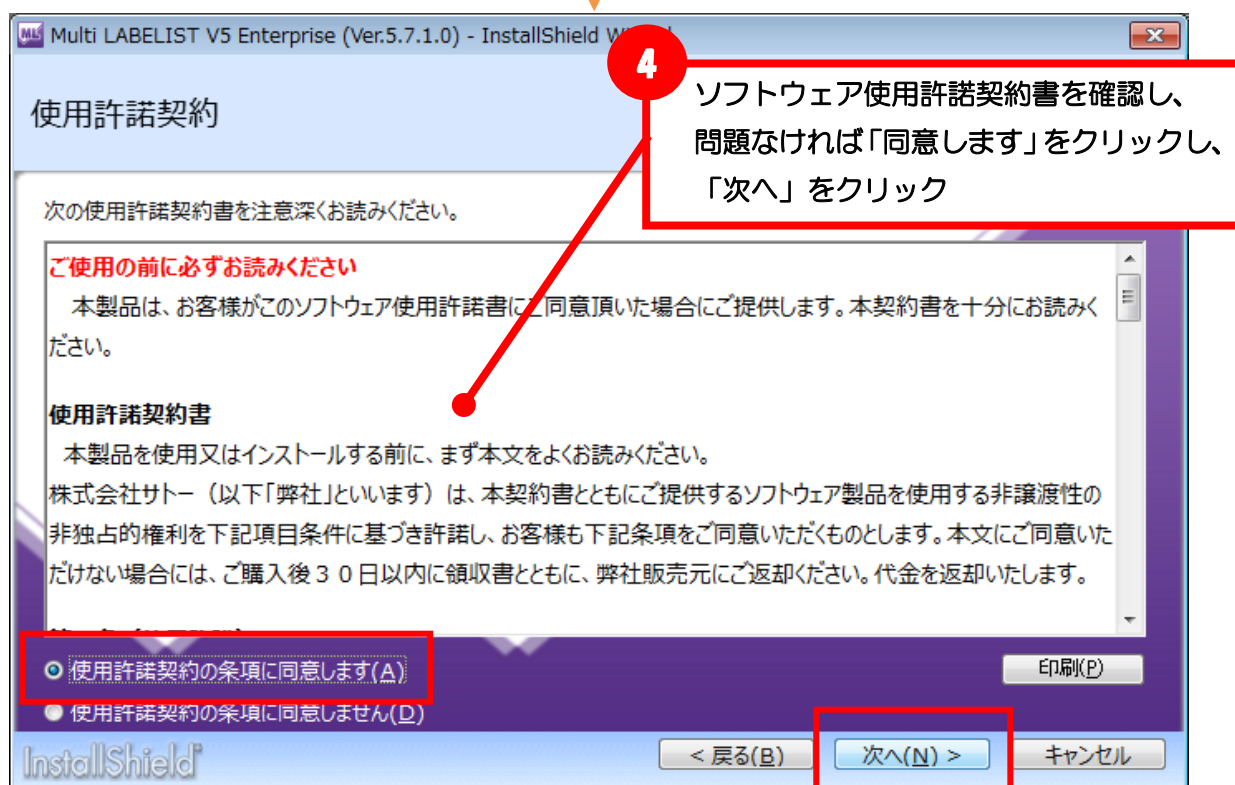 Multi LABELIST V5 Enterprise (Ver.5.7.1.0) - InstallShield
4
ソフトウェア使用許諾契約書を確認し、
問題なければ「同意します」をクリックし、
「次へ」をクリック
使用許諾契約
次の使用許諾契約書を注意深くお読みください。
ご使用の前に必ずお読みください
本製品は、お客様がこのソフトウェア使用許諾書にご同意頂いた場合にご提供します。本契約書を十分にお読みく
ださい。
使用許諾契約書
本製品を使用又はインストールする前に、まず本文をよくお読みください。
株式会社サトー（以下「弊社」といいます）は、本契約書とともにご提供するソフトウェア製品を使用する非譲渡性の
非独占的権利を下記項目条件に基づき許諾し、お客様も下記条項をご同意いただくものとします。本文にご同意いた
だけない場合には、ご購入後３０日以内に領収書とともに、弊社販売元にご返却ください。代金を返却いたします。
使用許諾契約の条項に同意します(A)
印刷(P)
使用許諾契約の条項に同意しません(D)
InstallShield
< 戻る(B)
次へ(N) >
キャンセル